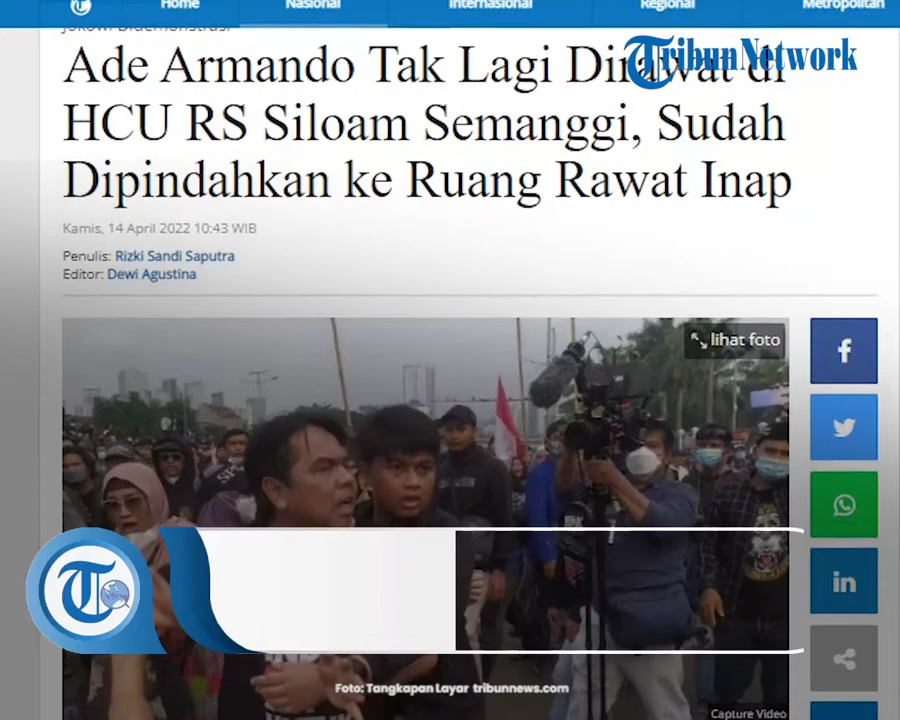 Home Nasional Internasional Regional Metropolitan
Jokowi Didemonstrasi
TribunNetwork
Ade Armando Tak Lagi Dirawat di
HCU RS Siloam Semanggi, Sudah
Dipindahkan ke Ruang Rawat Inap
Kamis, 14 April 2022 10:43 WIB
Penulis: Rizki Sandi Saputra
Editor: Dewi Agustina
lihat foto
Foto: Tangkapan Layar tribunnews.com
Capture Video